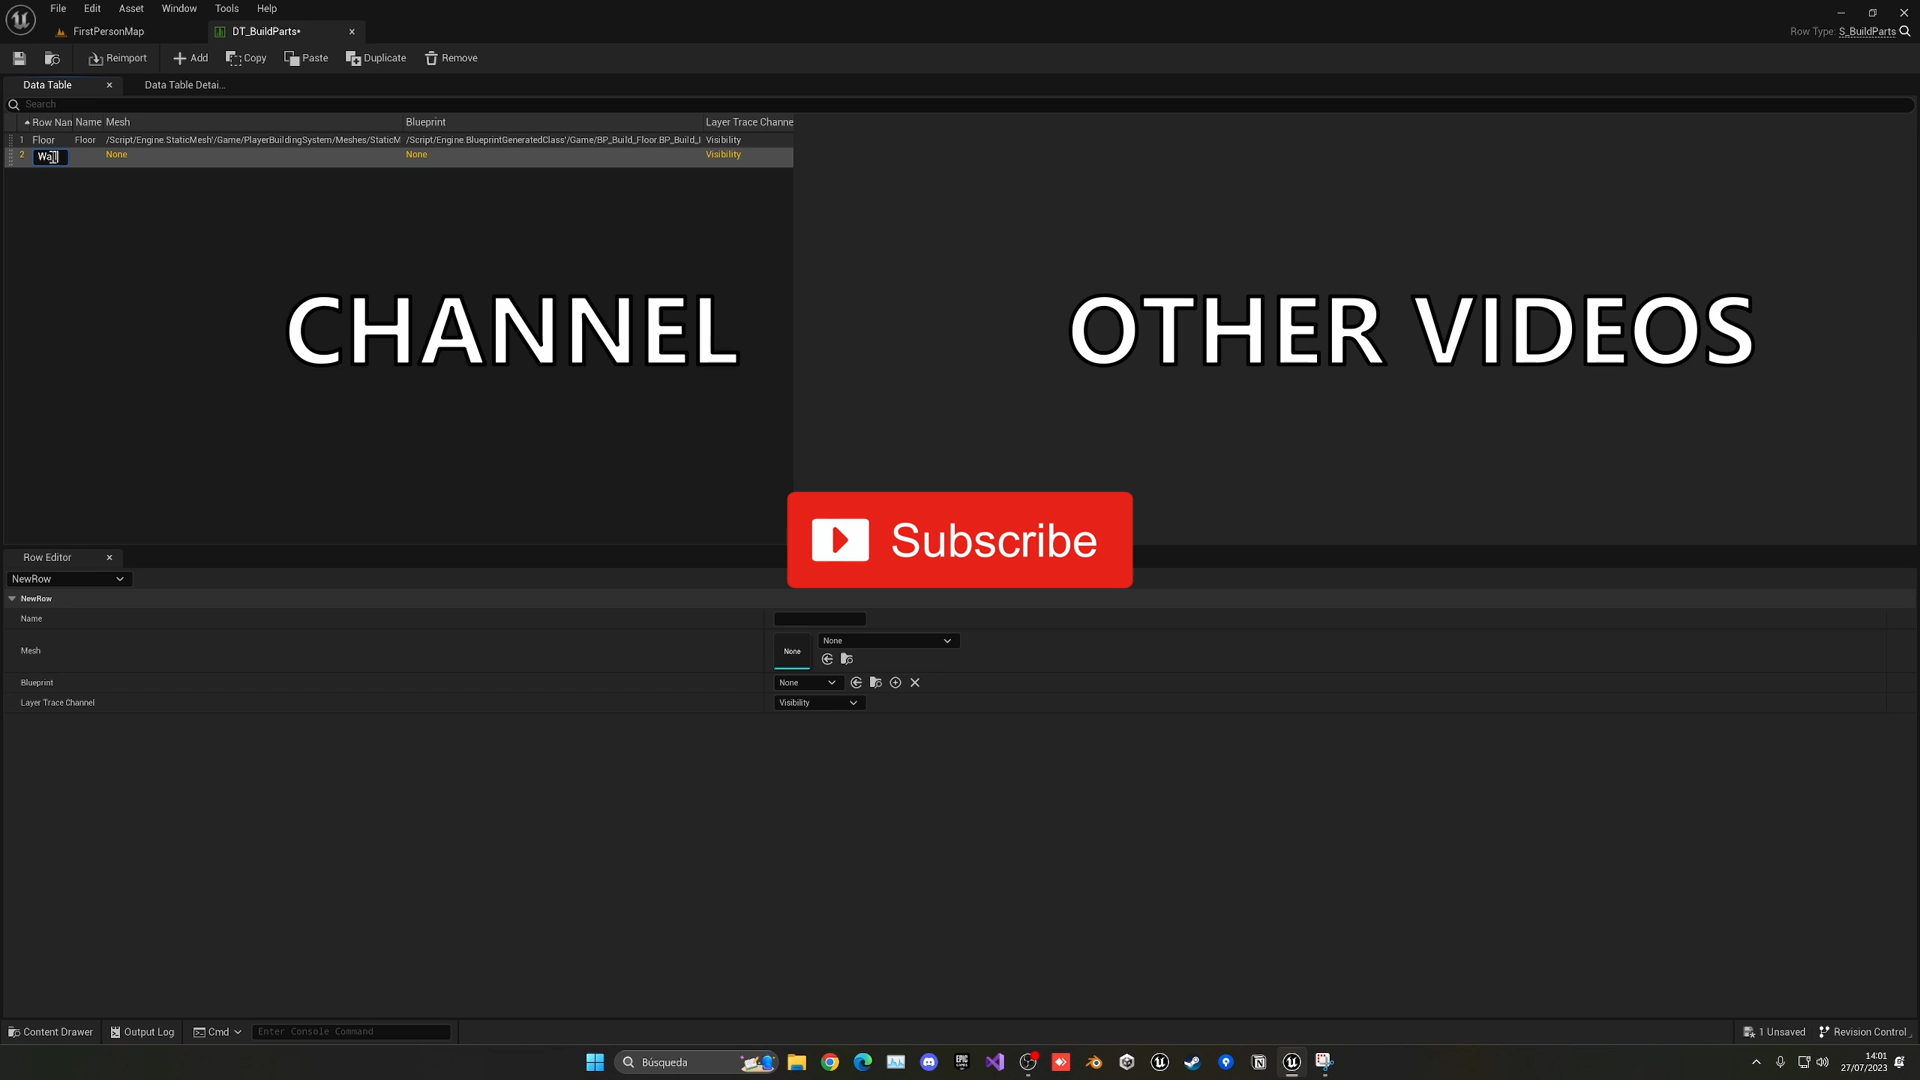 File Edit Asset Window Tools Help
FirstPersonMap DT_BuildParts* Row Type: S_BuildParts
Reimport Add Copy Paste Duplicate Remove
Data Table Data Table Detai...
Search
Row Nan Name Mesh Blueprint Layer Trace Channe
1 Floor Floor /Script/Engine.StaticMesh'/Game/PlayerBuildingSystem/Meshes/StaticM /Script/Engine.BlueprintGeneratedClass'/Game/BP_Build_Floor.BP_Build_I Visibility
2 Wall None None Visibility
CHANNEL OTHER VIDEOS
Subscribe
Row Editor
NewRow
NewRow
Name
Mesh None None
Blueprint None
Layer Trace Channel Visibility
Content Drawer Output Log Cmd Enter Console Command 1 Unsaved Revision Control
Búsqueda 14:01
27/07/2023